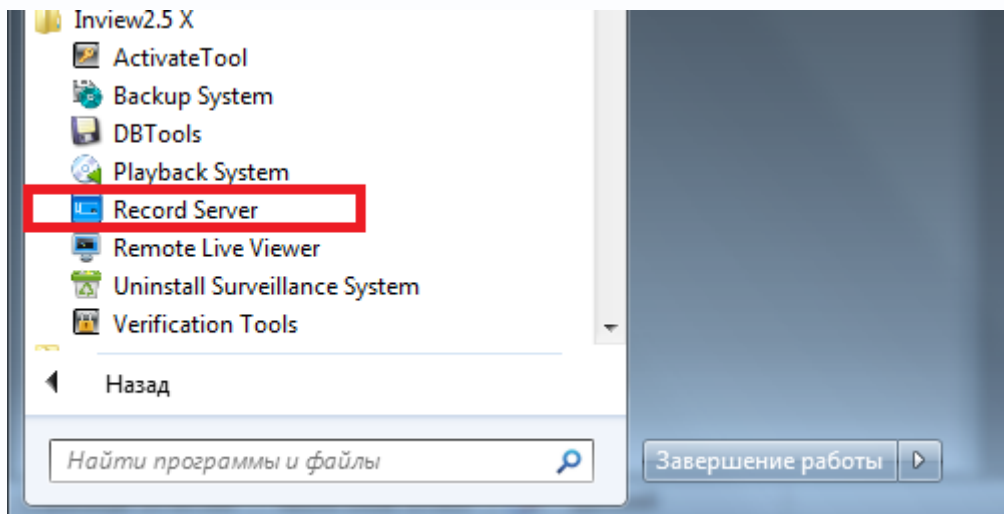 Inview2.5 X
ActivateTool
Backup System
DBTools
Playback System
Record Server
Remote Live Viewer
Uninstall Surveillance System
Verification Tools
Назад
Найти программы и файлы
Завершение работы